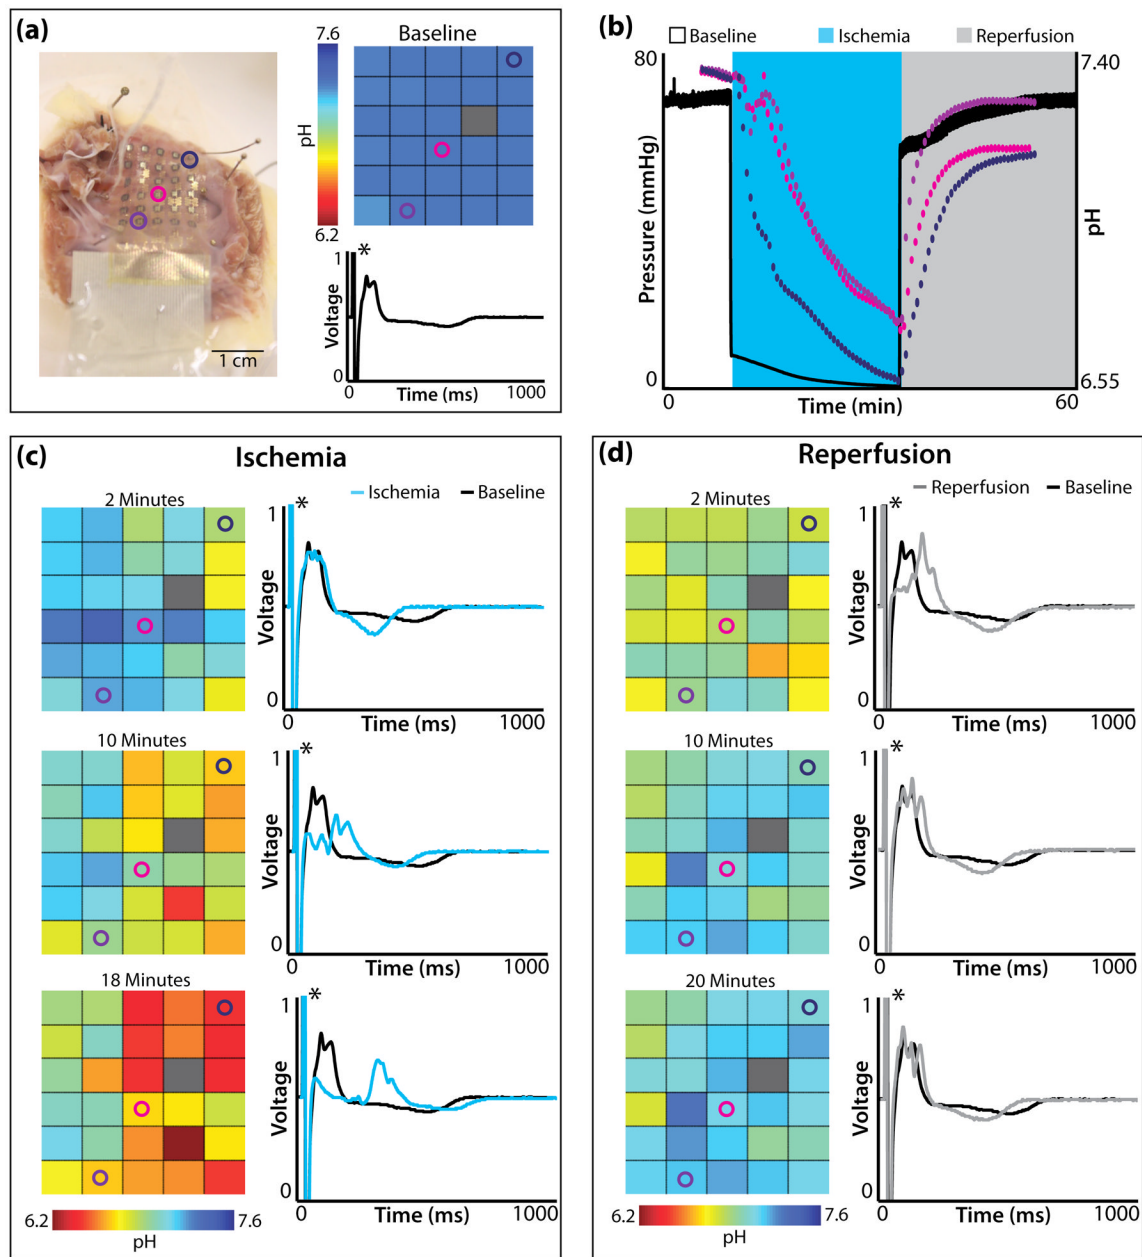 (a)
Baseline
7.6
pH
6.2
1 cm
*
1
Voltage
0
0
Time (ms)
1000
(b)
Baseline
Ischemia
Reperfusion
80
Pressure (mmHg)
0
7.40
pH
6.55
0
Time (min)
60
(c)
Ischemia
2 Minutes
Ischemia
Baseline
*
1
Voltage
0
0
Time (ms)
1000
10 Minutes
*
1
Voltage
0
0
Time (ms)
1000
18 Minutes
*
1
Voltage
0
0
Time (ms)
1000
6.2
7.6
pH
(d)
Reperfusion
2 Minutes
Reperfusion
Baseline
*
1
Voltage
0
0
Time (ms)
1000
10 Minutes
*
1
Voltage
0
0
Time (ms)
1000
20 Minutes
*
1
Voltage
0
0
Time (ms)
1000
6.2
7.6
pH